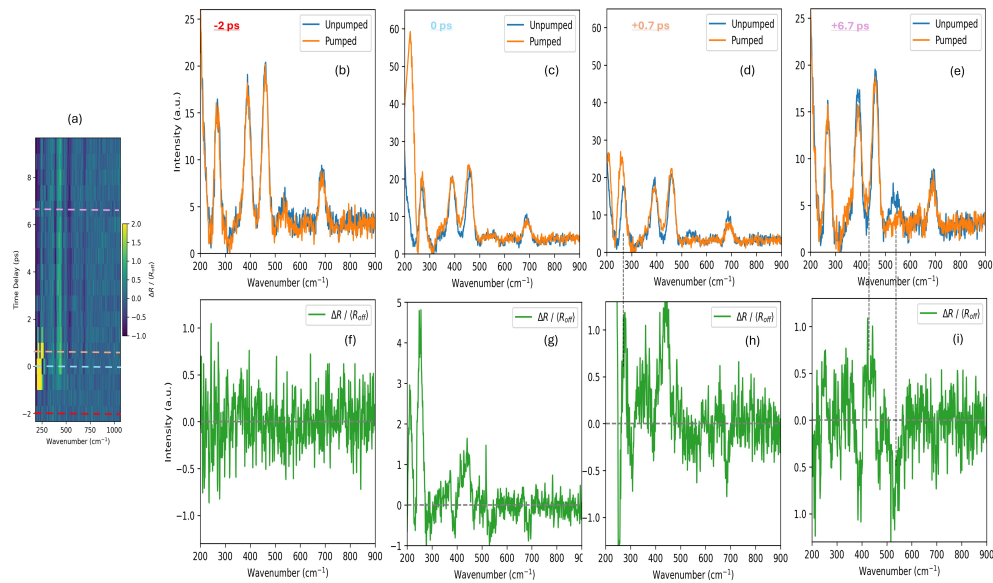 (a)
8
6
4
2
0
−2
Time Delay (ps)
250 500 750 1000
Wavenumber (cm⁻¹)
2.0
1.5
1.0
0.5
0.0
−0.5
−1.0
ΔR / ⟨R_off⟩
-2 ps
Unpumped
Pumped
(b)
25
20
15
10
5
0
Intensity (a.u.)
200 300 400 500 600 700 800 900
Wavenumber (cm⁻¹)
0 ps
Unpumped
Pumped
(c)
60
50
40
30
20
10
0
200 300 400 500 600 700 800 900
Wavenumber (cm⁻¹)
+0.7 ps
Unpumped
Pumped
(d)
60
50
40
30
20
10
0
200 300 400 500 600 700 800 900
Wavenumber (cm⁻¹)
+6.7 ps
Unpumped
Pumped
(e)
25
20
15
10
5
0
200 300 400 500 600 700 800 900
Wavenumber (cm⁻¹)
ΔR / ⟨R_off⟩
(f)
1.0
0.5
0.0
−0.5
−1.0
Intensity (a.u.)
200 300 400 500 600 700 800 900
Wavenumber (cm⁻¹)
ΔR / ⟨R_off⟩
(g)
5
4
3
2
1
0
−1
200 300 400 500 600 700 800 900
Wavenumber (cm⁻¹)
ΔR / ⟨R_off⟩
(h)
1.0
0.5
0.0
−0.5
−1.0
200 300 400 500 600 700 800 900
Wavenumber (cm⁻¹)
ΔR / ⟨R_off⟩
(i)
1.0
0.5
0.0
0.5
1.0
200 300 400 500 600 700 800 900
Wavenumber (cm⁻¹)